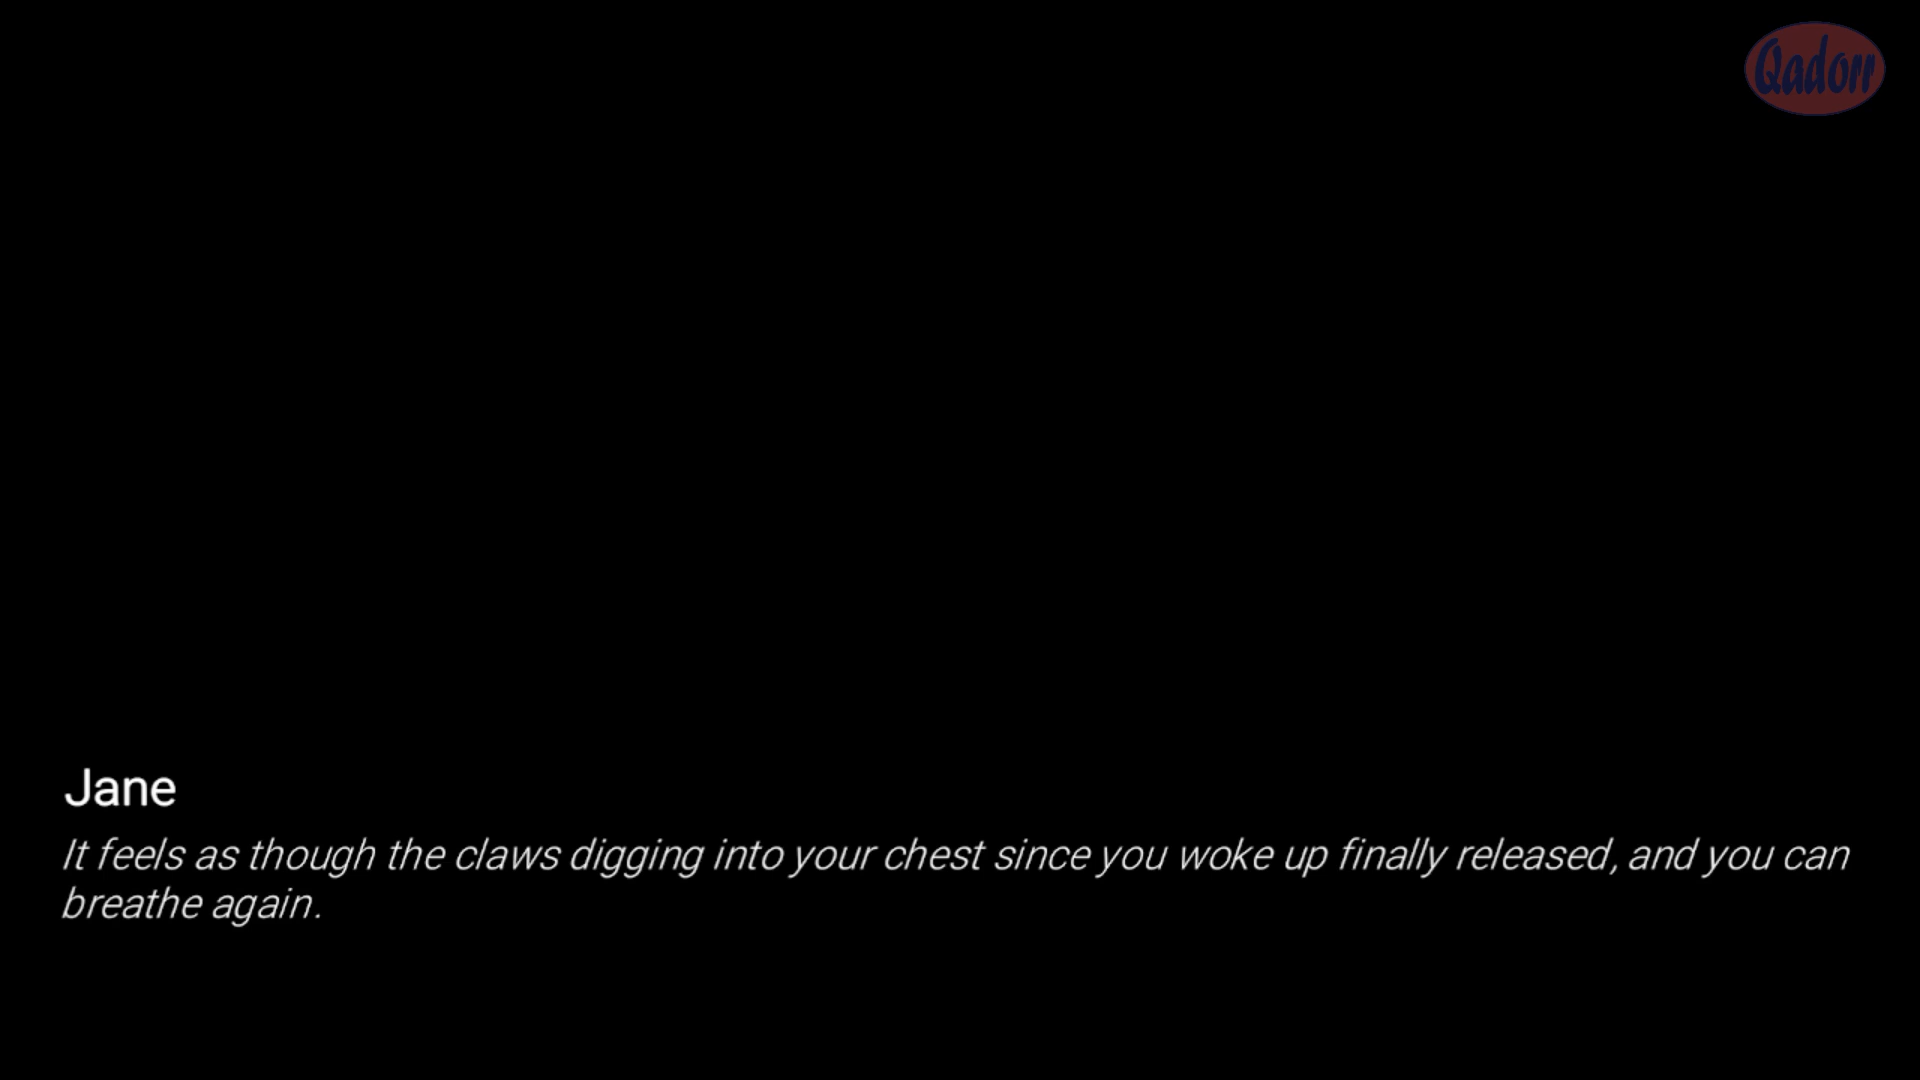 Qadorr
Jane
It feels as though the claws digging into your chest since you woke up finally released, and you can
breathe again.